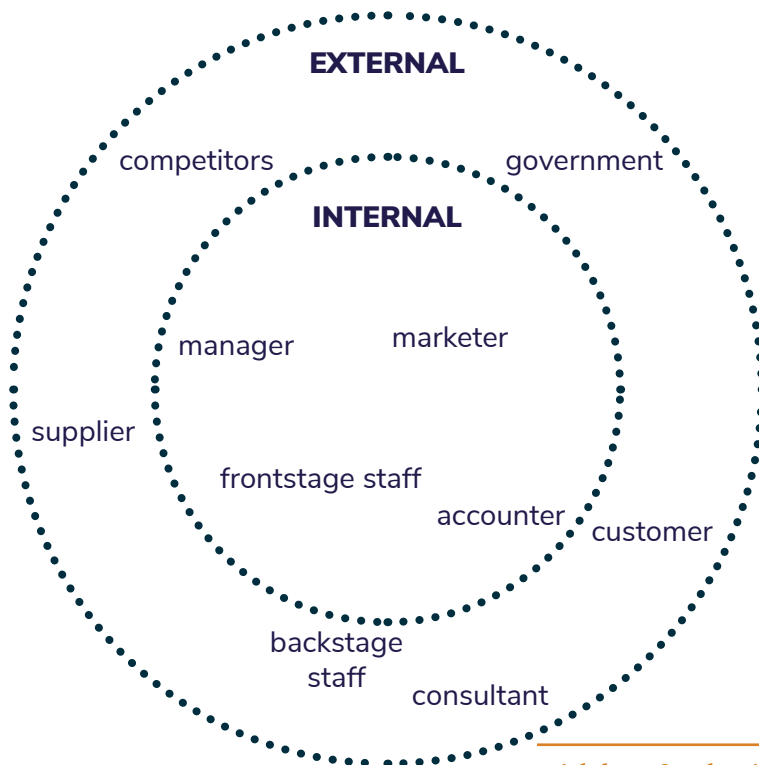 EXTERNAL
competitors
government
INTERNAL
manager
marketer
supplier
frontstage staff
accounter
customer
backstage
staff
consultant